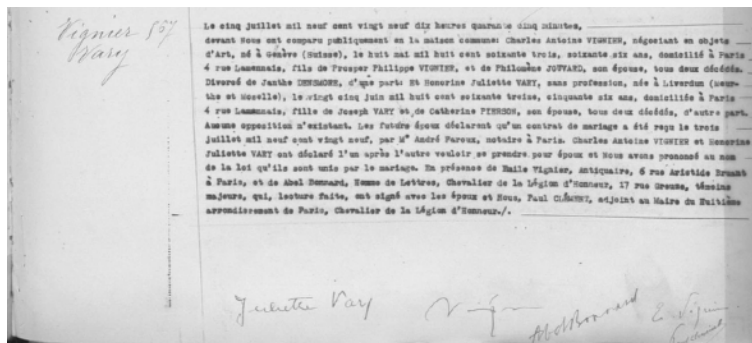 Vignier 567
Vary
Le cinq juillet mil neuf cent vingt neuf dix heures quarante cinq minutes,
devant Nous ont comparu publiquement en la maison commune: Charles Antoine VIGNIER, négociant en objets
d'Art, né à Genève (Suisse), le huit mai mil huit cent soixante trois, soixante six ans, domicilié à Paris
4 rue Lamennais, fils de Prosper Philippe VIGNIER, et de Philomène JOUVARD, son épouse, tous deux décédés.
Divorcé de Janthe DENSMORE, d'une part: Et Honorine Juliette VARY, sans profession, née à Liverdun (Meur-
the et Moselle), le vingt cinq juin mil huit cent soixante treize, cinquante six ans, domiciliée à Paris
4 rue Lamennais, fille de Joseph VARY et de Catherine PIERSON, son épouse, tous deux décédés, d'autre part.
Aucune opposition n'existant. Les futurs époux déclarent qu'un contrat de mariage a été reçu le trois
juillet mil neuf cent vingt neuf, par Me André Paroux, notaire à Paris. Charles Antoine VIGNIER et Honorine
Juliette VARY ont déclaré l'un après l'autre vouloir se prendre pour époux et Nous avons prononcé au nom
de la loi qu'ils sont unis par le mariage. En présence de Emile Vignier, Antiquaire, 6 rue Aristide Bruant
à Paris, et de Abel Bonnard, Homme de Lettres, Chevalier de la Légion d'Honneur, 17 rue Greuze, témoins
majeurs, qui, lecture faite, ont signé avec les époux et Nous, Paul CLÉMENT, adjoint au Maire du Huitième
arrondissement de Paris, Chevalier de la Légion d'Honneur./.
Juliette Vary
Abel Bonnard
E. Vignier